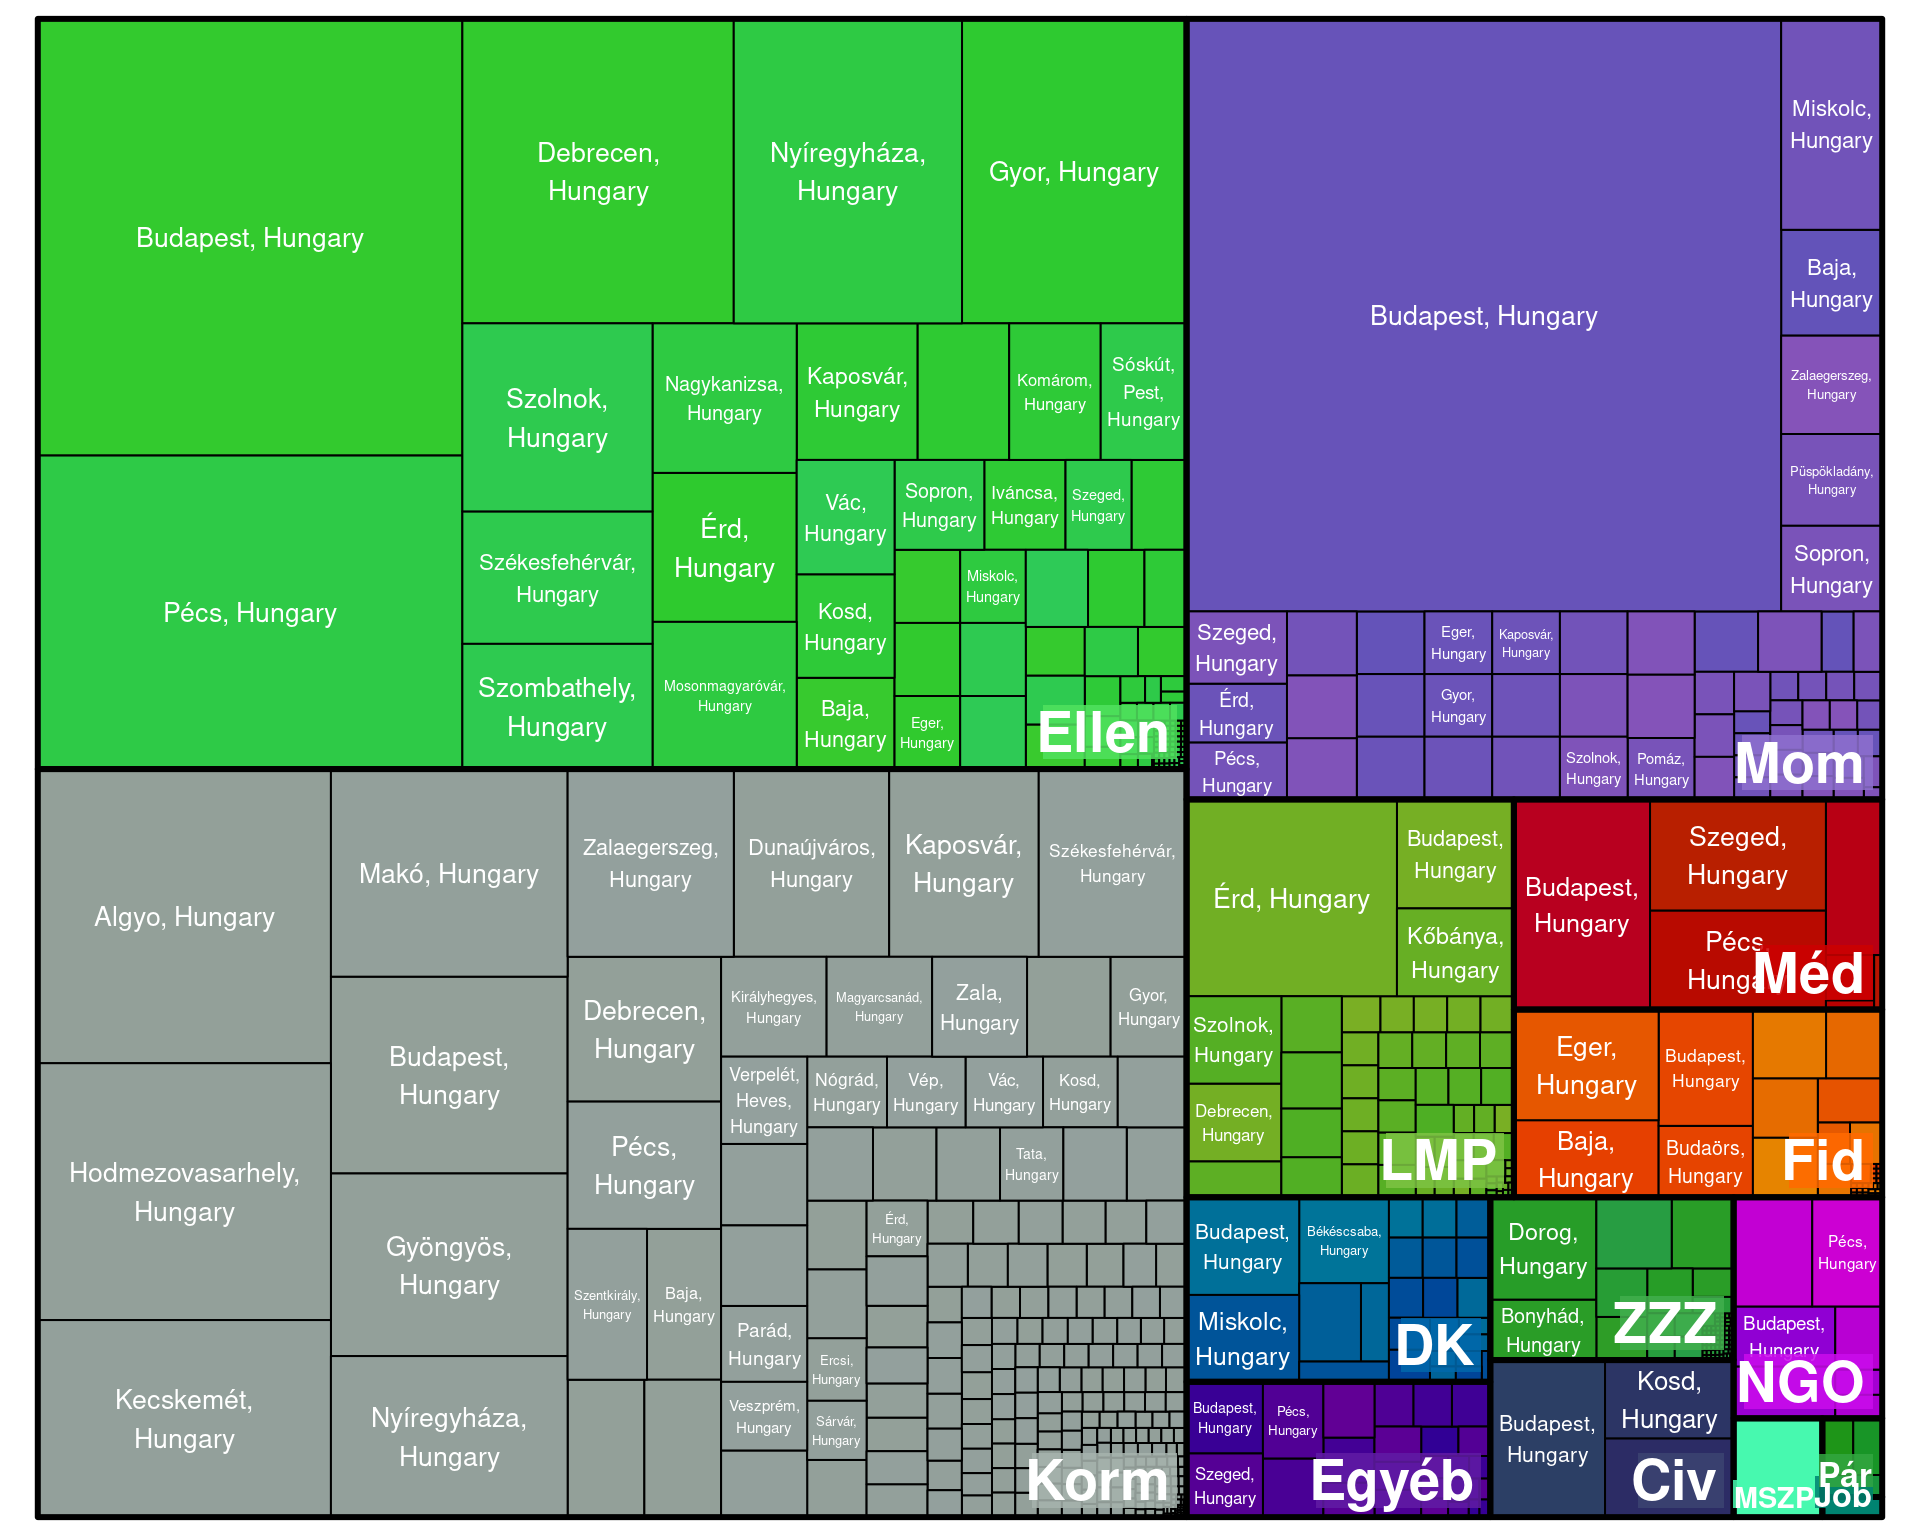 Budapest, Hungary
Debrecen,
Hungary
Nyíregyháza,
Hungary
Gyor, Hungary
Pécs, Hungary
Szolnok,
Hungary
Székesfehérvár,
Hungary
Szombathely,
Hungary
Nagykanizsa,
Hungary
Érd,
Hungary
Mosonmagyaróvár,
Hungary
Kaposvár,
Hungary
Komárom,
Hungary
Sóskút,
Pest,
Hungary
Vác,
Hungary
Sopron,
Hungary
Iváncsa,
Hungary
Szeged,
Hungary
Kosd,
Hungary
Miskolc,
Hungary
Baja,
Hungary
Eger,
Hungary
Ellen
Budapest, Hungary
Miskolc,
Hungary
Baja,
Hungary
Zalaegerszeg,
Hungary
Püspökladány,
Hungary
Sopron,
Hungary
Szeged,
Hungary
Érd,
Hungary
Pécs,
Hungary
Eger,
Hungary
Kaposvár,
Hungary
Gyor,
Hungary
Szolnok,
Hungary
Pomáz,
Hungary
Mom
Algyo, Hungary
Hodmezovasarhely,
Hungary
Kecskemét,
Hungary
Makó, Hungary
Budapest,
Hungary
Gyöngyös,
Hungary
Nyíregyháza,
Hungary
Zalaegerszeg,
Hungary
Dunaújváros,
Hungary
Kaposvár,
Hungary
Székesfehérvár,
Hungary
Debrecen,
Hungary
Pécs,
Hungary
Szentkirály,
Hungary
Baja,
Hungary
Királyhegyes,
Hungary
Magyarcsanád,
Hungary
Zala,
Hungary
Gyor,
Hungary
Verpelét,
Heves,
Hungary
Nógrád,
Hungary
Vép,
Hungary
Vác,
Hungary
Kosd,
Hungary
Tata,
Hungary
Érd,
Hungary
Parád,
Hungary
Ercsi,
Hungary
Veszprém,
Hungary
Sárvár,
Hungary
Korm
Érd, Hungary
Budapest,
Hungary
Kőbánya,
Hungary
Szolnok,
Hungary
Debrecen,
Hungary
LMP
Budapest,
Hungary
Szeged,
Hungary
Pécs,
Hungary
Méd
Eger,
Hungary
Baja,
Hungary
Budapest,
Hungary
Budaörs,
Hungary
Fid
Budapest,
Hungary
Miskolc,
Hungary
Békéscsaba,
Hungary
DK
Dorog,
Hungary
Bonyhád,
Hungary
ZZZ
Pécs,
Hungary
Budapest,
Hungary
NGO
Budapest,
Hungary
Pécs,
Hungary
Szeged,
Hungary
Egyéb
Budapest,
Hungary
Kosd,
Hungary
Civ
MSZP
Pár
Job